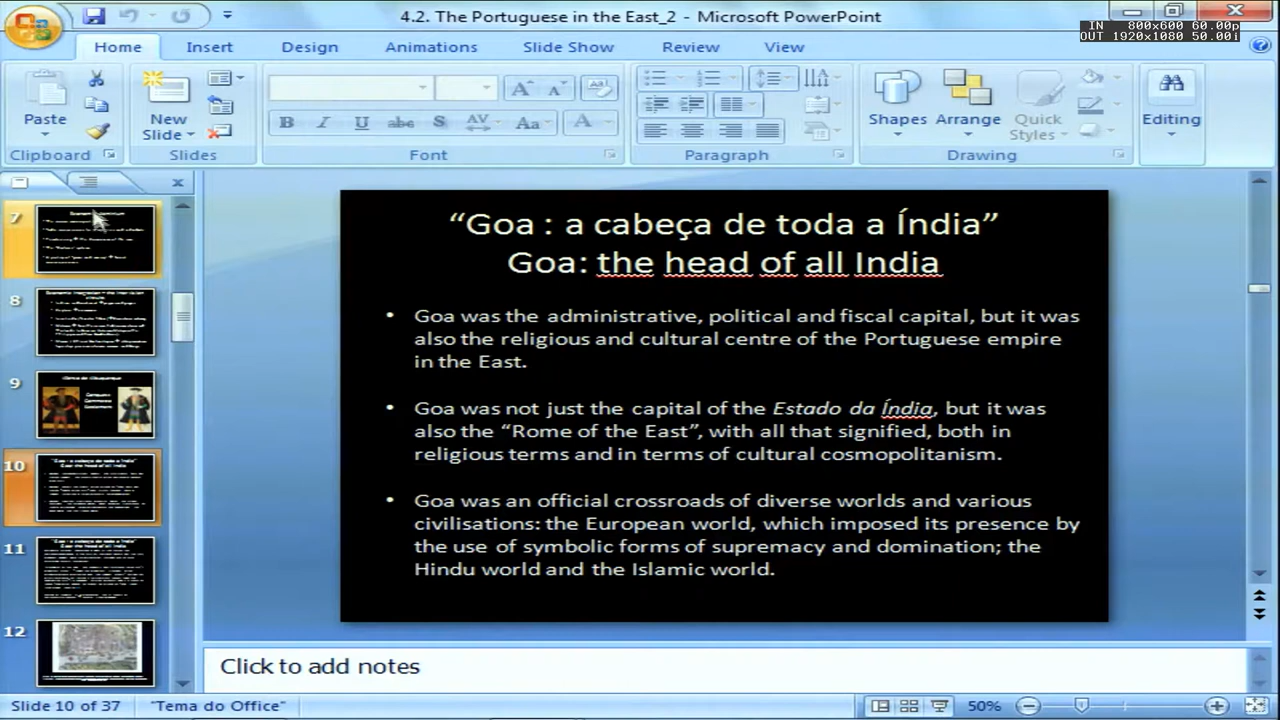 4.2. The Portuguese in the East_2 - Microsoft PowerPoint
IN 800x600 60.00p
OUT 1920x1080 50.00i
Home Insert Design Animations Slide Show Review View
Paste
New Slide
B I U abc S AV Aa A
Shapes Arrange Quick Styles
Editing
Clipboard Slides Font Paragraph Drawing
7
8
9
10
11
12
“Goa : a cabeça de toda a Índia”
Goa: the head of all India
• Goa was the administrative, political and fiscal capital, but it was
also the religious and cultural centre of the Portuguese empire
in the East.
• Goa was not just the capital of the Estado da Índia, but it was
also the “Rome of the East”, with all that signified, both in
religious terms and in terms of cultural cosmopolitanism.
• Goa was an official crossroads of diverse worlds and various
civilisations: the European world, which imposed its presence by
the use of symbolic forms of supremacy and domination; the
Hindu world and the Islamic world.
Click to add notes
Slide 10 of 37 "Tema do Office" 50%